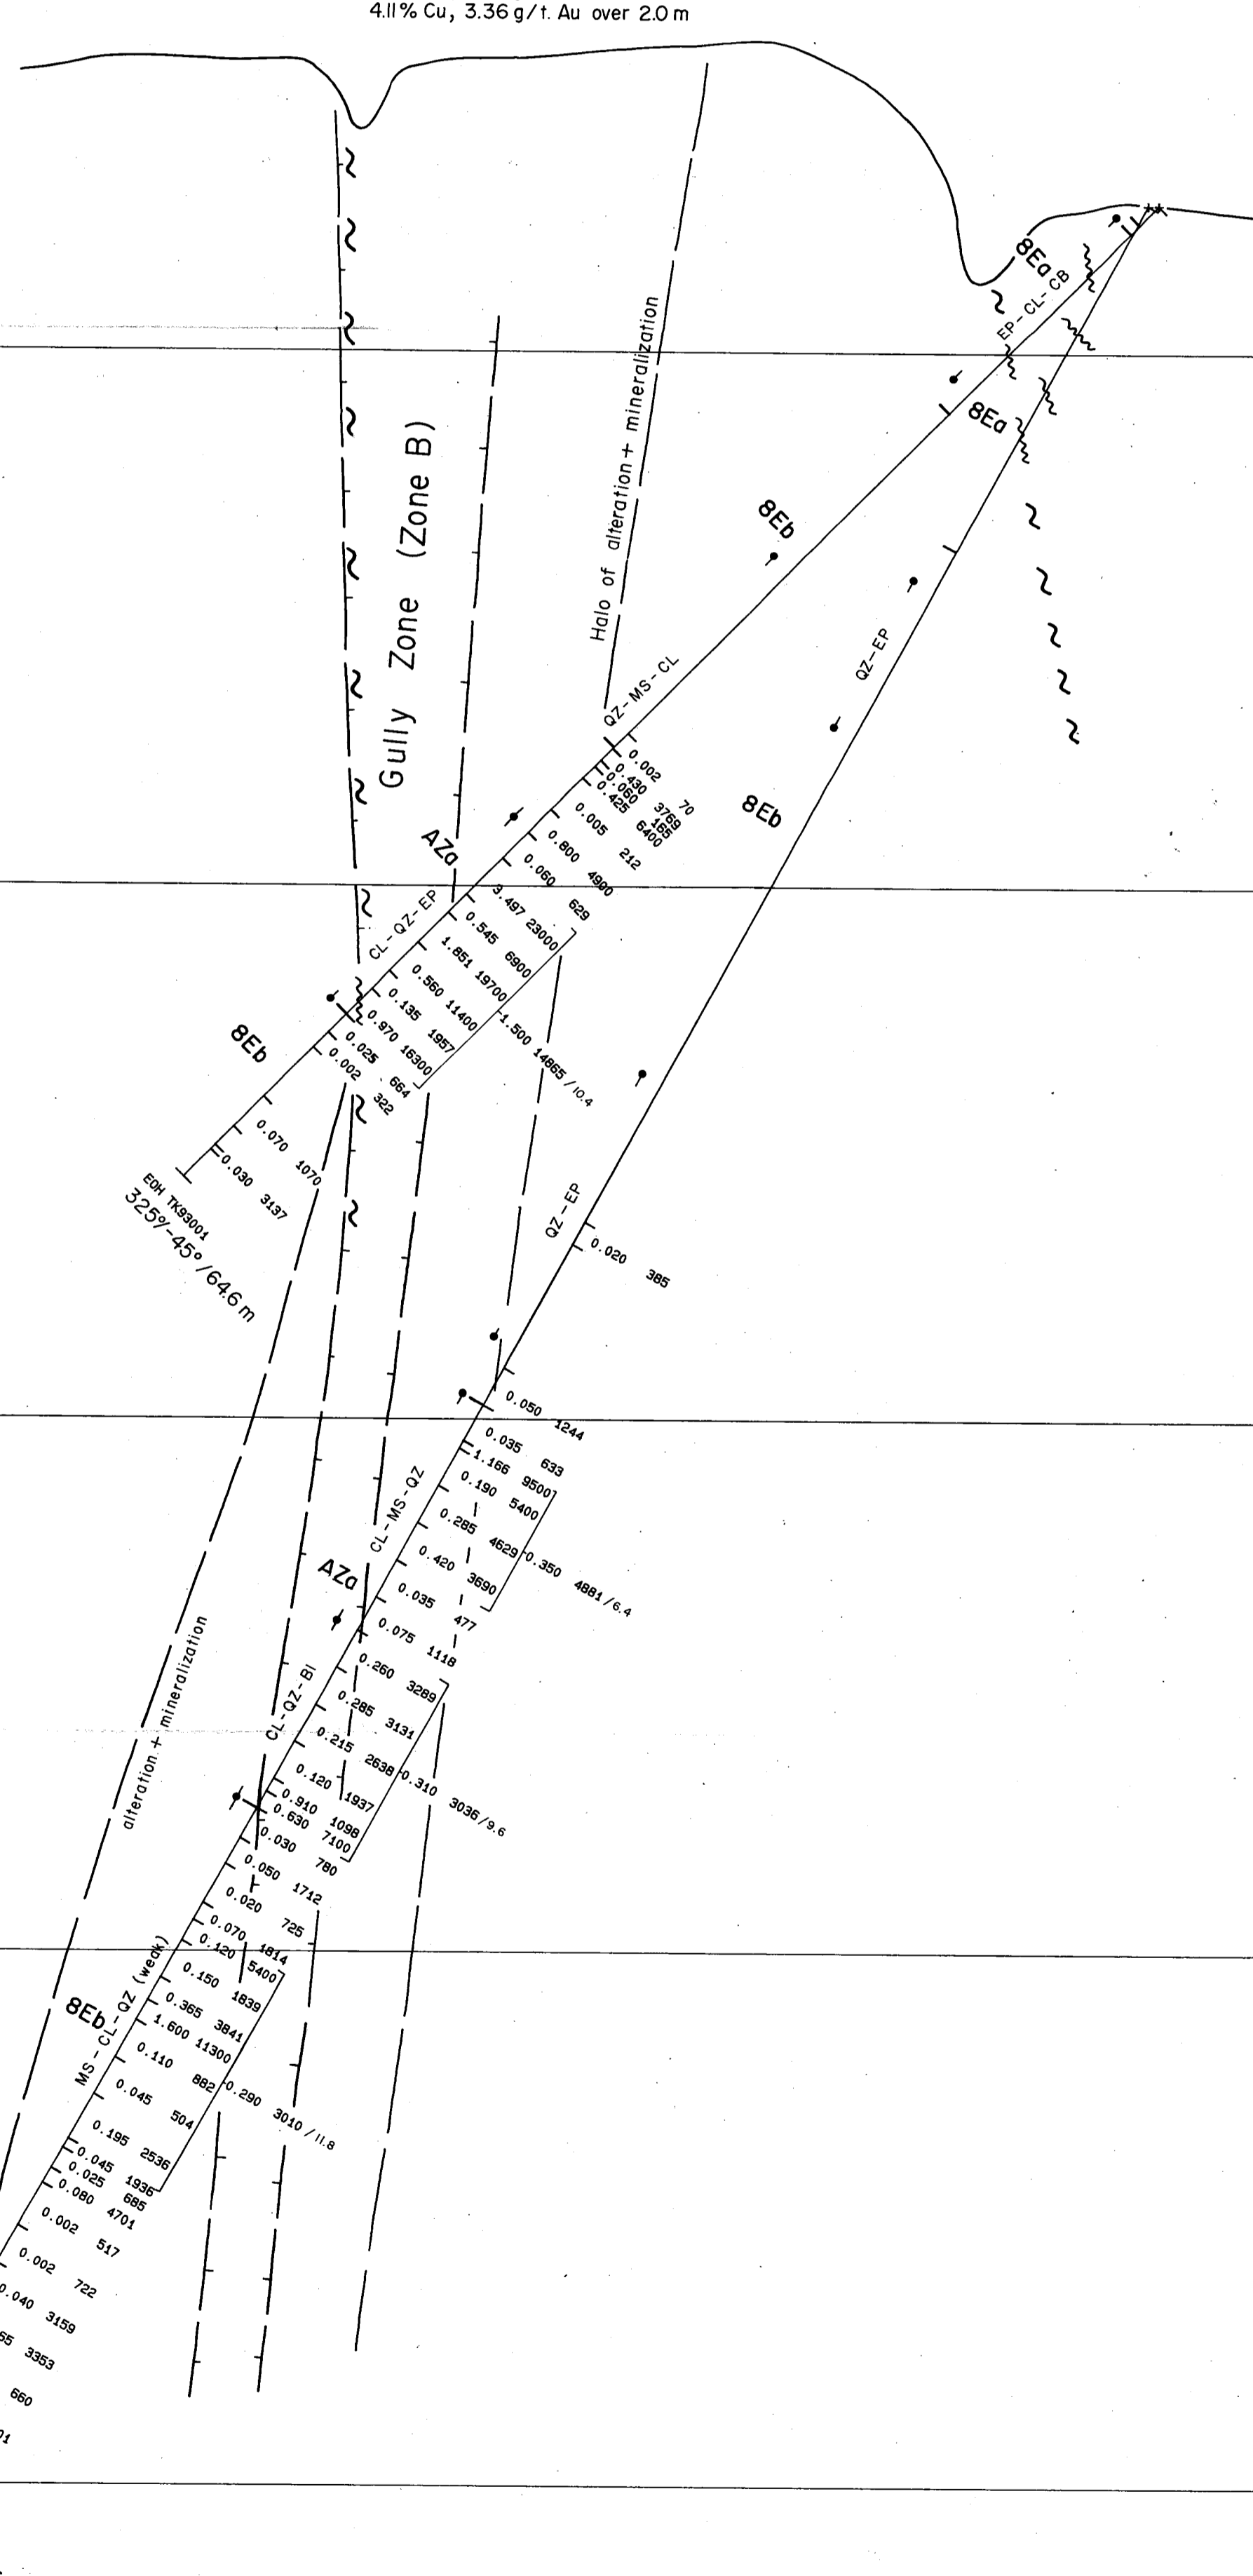 4.11% Cu, 3.36 g/t. Au over 2.0 m
8Ea
EP-CL-CB
8Ea
Halo of alteration + mineralization
Gully Zone (Zone B)
8Eb
QZ-EP
QZ-MS-CL
8Eb
0.002 70
0.430 3769
0.060 165
0.425 6400
0.005 212
0.800 4900
0.060 629
AZa
3.497 23000
CL-QZ-EP
0.545 6900
1.851 19700
0.560 11400
0.135 1957
1.500 14865/10.4
0.970 16300
8Eb
0.025 664
0.002 322
0.070 1070
0.030 3137
EOH TK93001
325°/-45°/64.6 m
QZ-EP
0.020 385
0.050 1244
0.035 633
1.166 9500
0.190 5400
CL-MS-QZ
0.285 4629
0.350 4881/6.4
0.420 3690
AZa
0.035 477
0.075 1118
0.260 3289
alteration + mineralization
CL-QZ-BI
0.285 3131
0.215 2638
0.310 3036/9.6
0.120 1937
0.910 1098
0.630 7100
0.030 780
0.050 1712
0.020 725
0.070 1814
0.120 5400
0.150 1839
MS-CL-QZ (weak)
8Eb
0.365 3841
1.600 11300
0.110 882
0.290 3010/11.8
0.045 504
0.195 2536
0.045 1936
0.025 685
0.080 4701
0.002 517
0.002 722
0.040 3159
65 3353
660
01